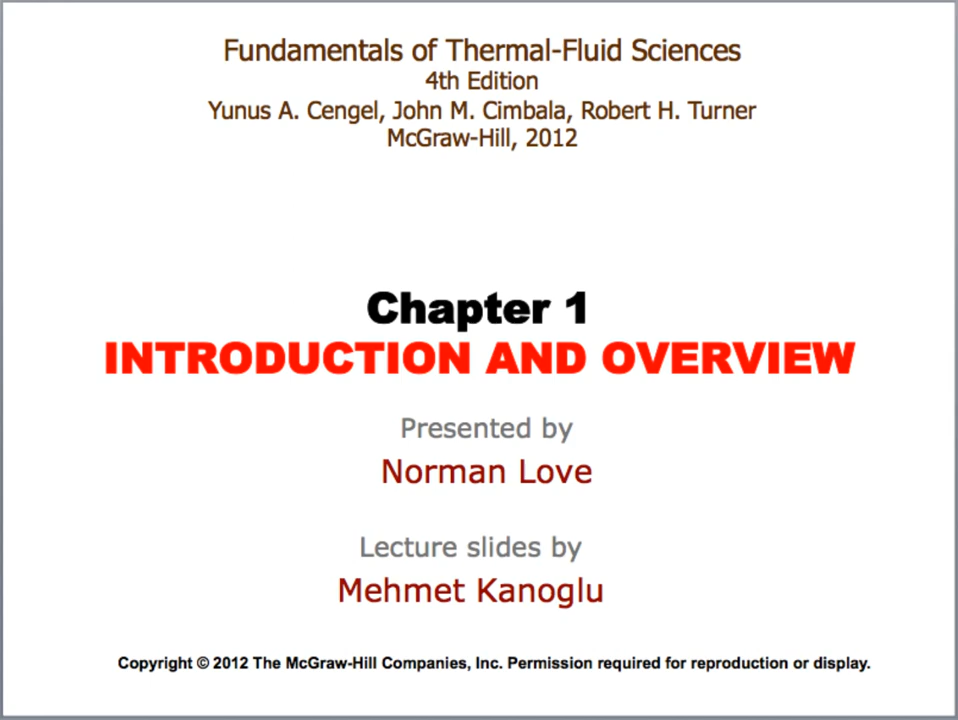 Fundamentals of Thermal-Fluid Sciences
4th Edition
Yunus A. Cengel, John M. Cimbala, Robert H. Turner
McGraw-Hill, 2012
Chapter 1
INTRODUCTION AND OVERVIEW
Presented by
Norman Love
Lecture slides by
Mehmet Kanoglu
Copyright © 2012 The McGraw-Hill Companies, Inc. Permission required for reproduction or display.